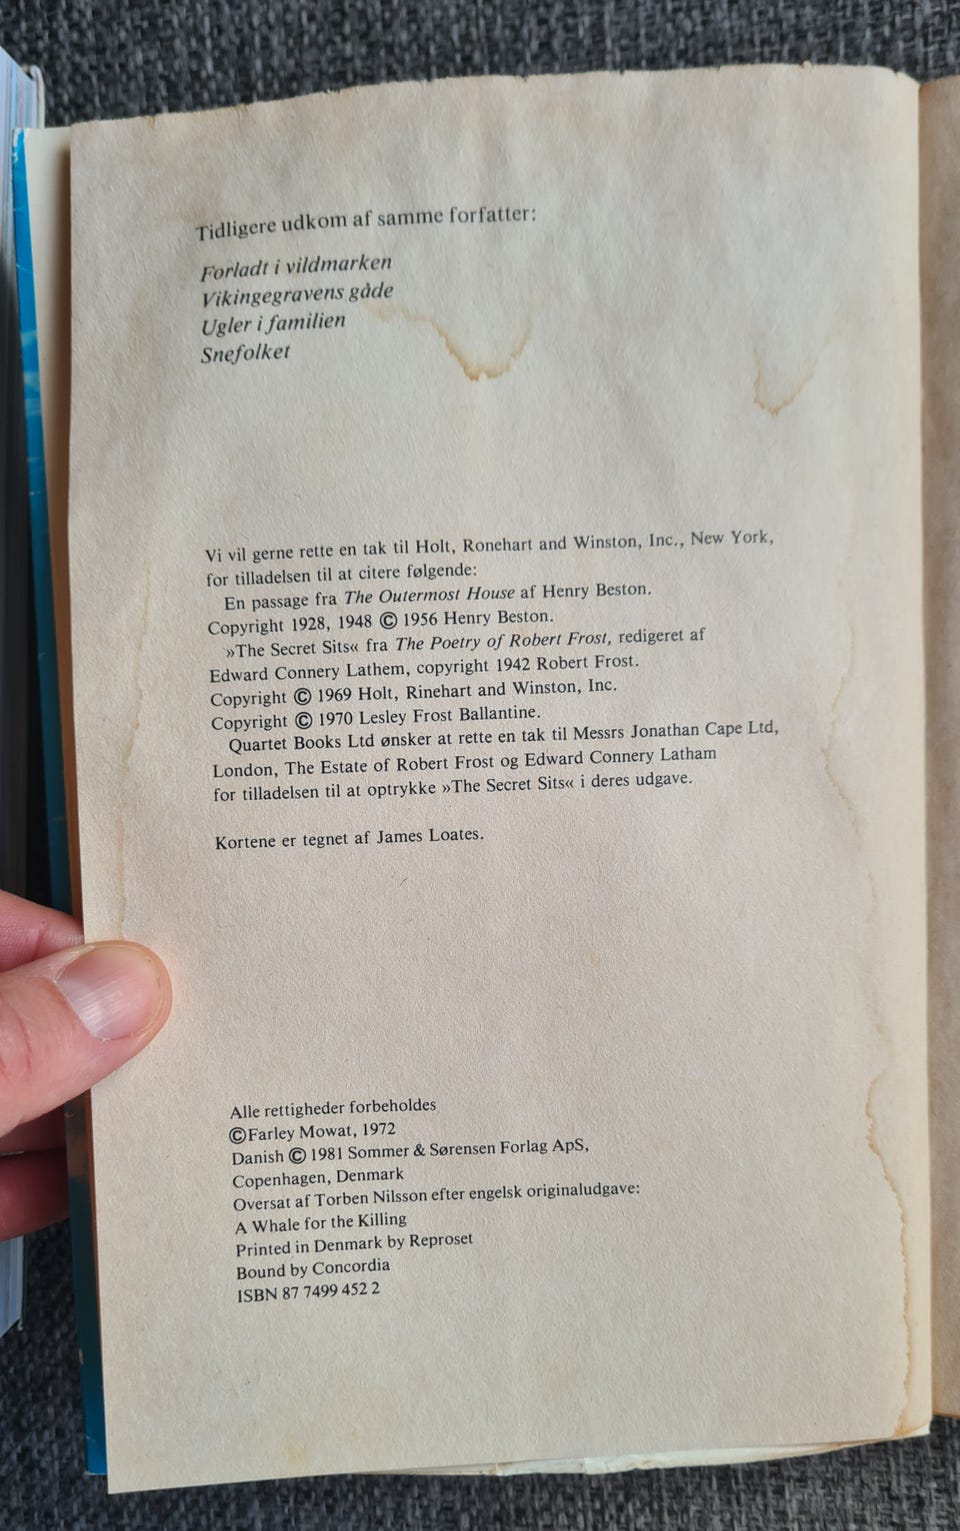 Tidligere udkom af samme forfatter:
Forladt i vildmarken
Vikingegravens gåde
Ugler i familien
Snefolket
Vi vil gerne rette en tak til Holt, Ronehart and Winston, Inc., New York,
for tilladelsen til at citere følgende:
En passage fra The Outermost House af Henry Beston.
Copyright 1928, 1948 © 1956 Henry Beston.
»The Secret Sits« fra The Poetry of Robert Frost, redigeret af
Edward Connery Lathem, copyright 1942 Robert Frost.
Copyright © 1969 Holt, Rinehart and Winston, Inc.
Copyright © 1970 Lesley Frost Ballantine.
Quartet Books Ltd ønsker at rette en tak til Messrs Jonathan Cape Ltd,
London, The Estate of Robert Frost og Edward Connery Latham
for tilladelsen til at optrykke »The Secret Sits« i deres udgave.
Kortene er tegnet af James Loates.
Alle rettigheder forbeholdes
©Farley Mowat, 1972
Danish © 1981 Sommer & Sørensen Forlag ApS,
Copenhagen, Denmark
Oversat af Torben Nilsson efter engelsk originaludgave:
A Whale for the Killing
Printed in Denmark by Reproset
Bound by Concordia
ISBN 87 7499 452 2